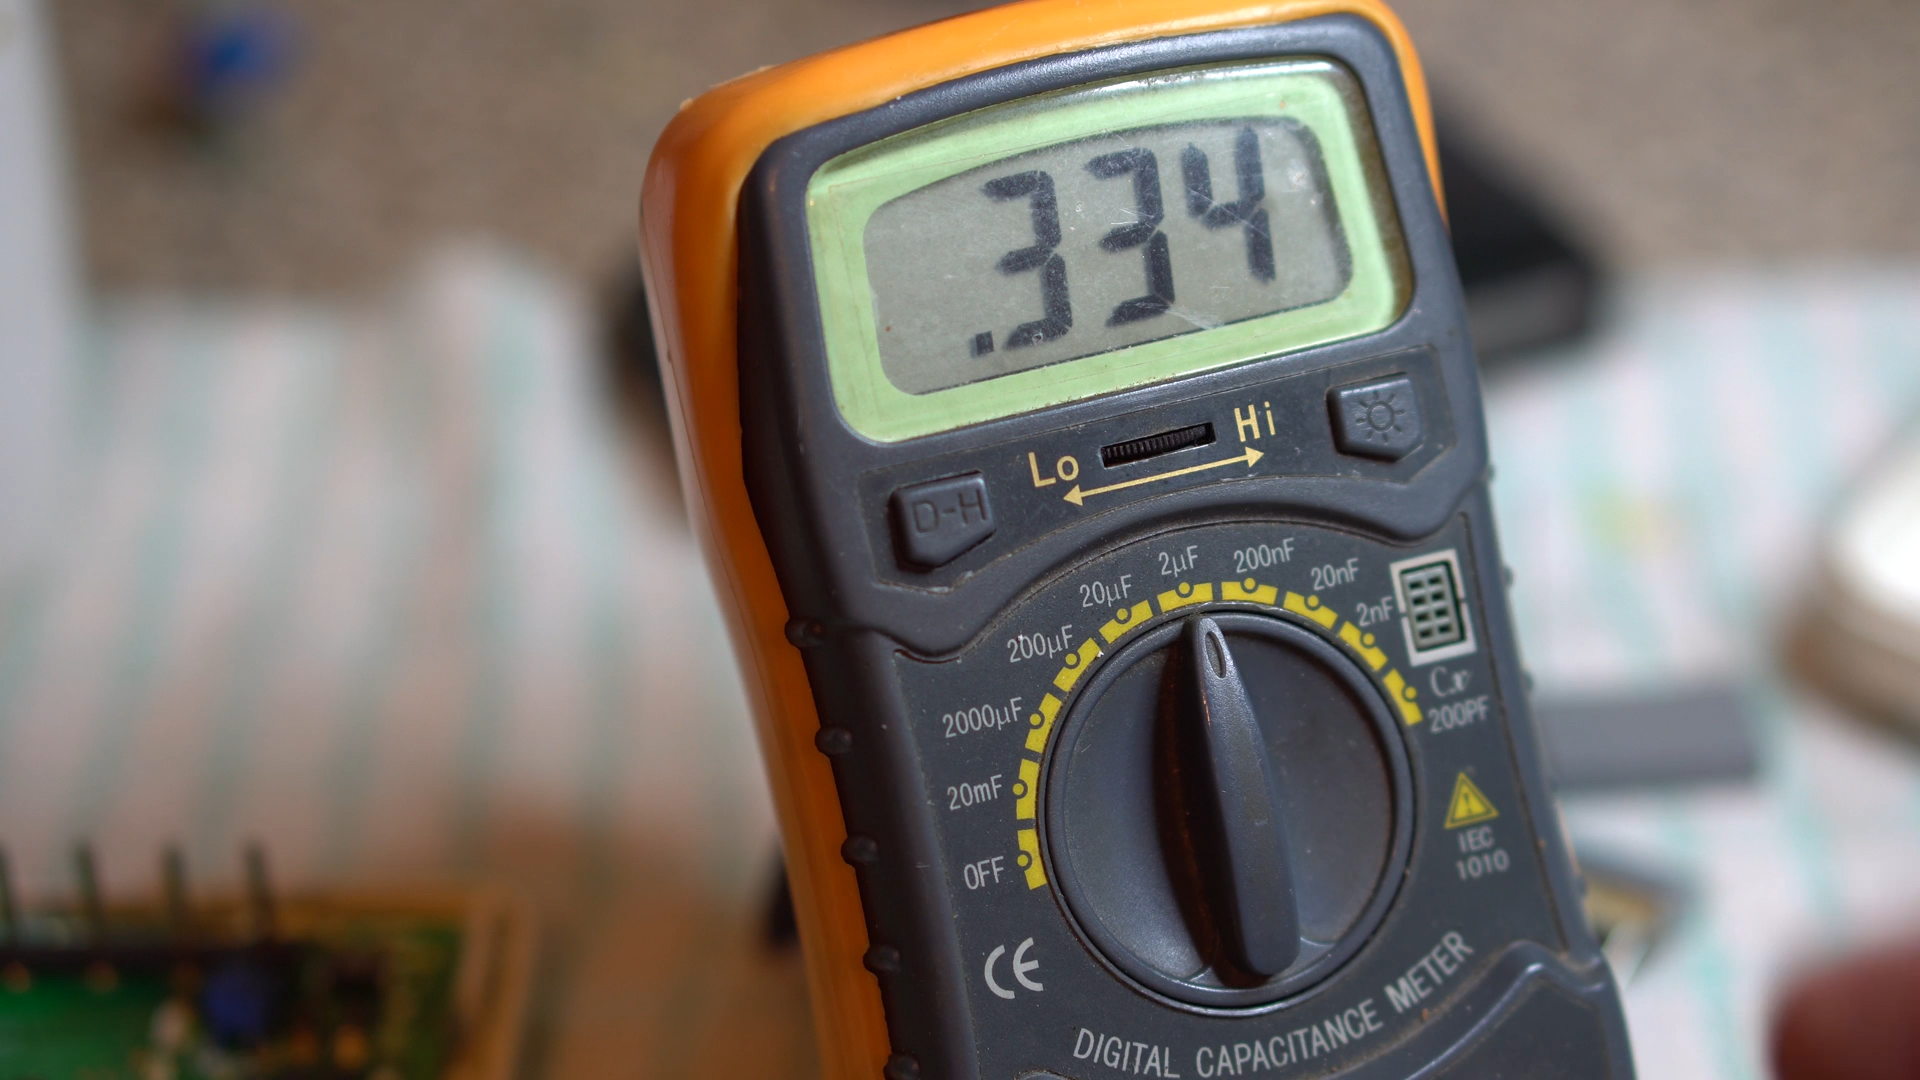 .334
Lo
Hi
D-H
2µF
200nF
20µF
20nF
2nF
200µF
Cx
2000µF
200PF
20mF
IEC
1010
OFF
CE
DIGITAL CAPACITANCE METER